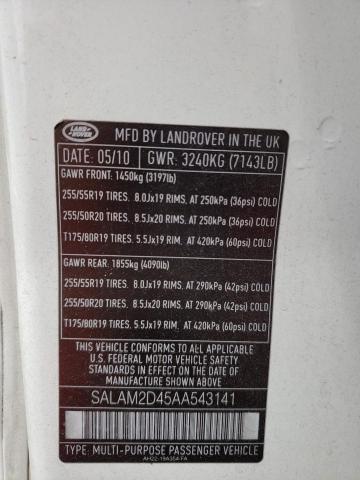 LAND
ROVER
MFD BY LANDROVER IN THE UK
DATE: 05/10 GWR: 3240KG (7143LB)
GAWR FRONT: 1450kg (3197lb)
255/55R19 TIRES. 8.0Jx19 RIMS. AT 250kPa (36psi) COLD
255/50R20 TIRES. 8.5Jx20 RIMS. AT 250kPa (36psi) COLD
T175/80R19 TIRES. 5.5Jx19 RIM. AT 420kPa (60psi) COLD
GAWR REAR: 1855kg (4090lb)
255/55R19 TIRES. 8.0Jx19 RIMS. AT 290kPa (42psi) COLD
255/50R20 TIRES. 8.5Jx20 RIMS. AT 290kPa (42psi) COLD
T175/80R19 TIRES. 5.5Jx19 RIM. AT 420kPa (60psi) COLD
THIS VEHICLE CONFORMS TO ALL APPLICABLE
U.S. FEDERAL MOTOR VEHICLE SAFETY
STANDARDS IN EFFECT ON THE DATE OF
MANUFACTURE SHOWN ABOVE
SALAM2D45AA543141
TYPE: MULTI-PURPOSE PASSENGER VEHICLE
AH22-19A354-FA